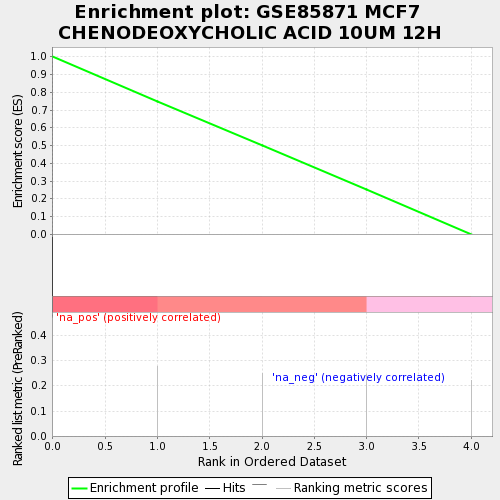 Enrichment plot: GSE85871 MCF7
CHENODEOXYCHOLIC ACID 10UM 12H
Enrichment score (ES)
1.0
0.9
0.8
0.7
0.6
0.5
0.4
0.3
0.2
0.1
0.0
'na_pos' (positively correlated)
Ranked list metric (PreRanked)
0.4
0.3
0.2
0.1
0.0
'na_neg' (negatively correlated)
0.0 0.5 1.0 1.5 2.0 2.5 3.0 3.5 4.0
Rank in Ordered Dataset
Enrichment profile Hits Ranking metric scores